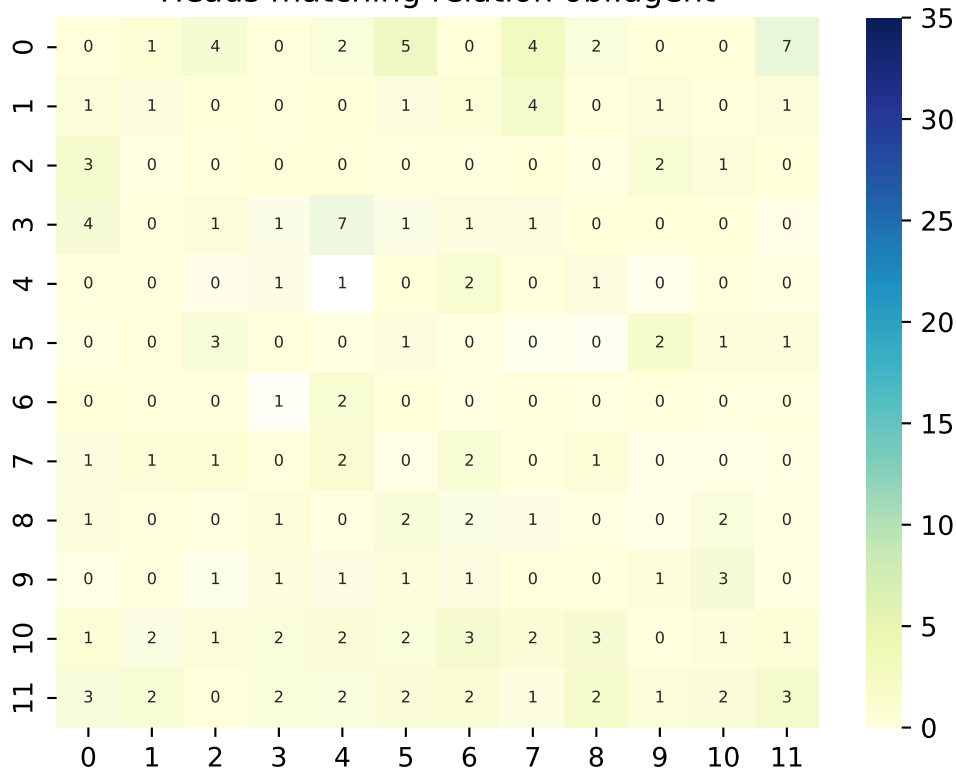 Heads matching relation obl:agent
0 0 1 4 0 2 5 0 4 2 0 0 7
1 1 1 0 0 0 1 1 4 0 1 0 1
2 3 0 0 0 0 0 0 0 0 2 1 0
3 4 0 1 1 7 1 1 1 0 0 0 0
4 0 0 0 1 1 0 2 0 1 0 0 0
5 0 0 3 0 0 1 0 0 0 2 1 1
6 0 0 0 1 2 0 0 0 0 0 0 0
7 1 1 1 0 2 0 2 0 1 0 0 0
8 1 0 0 1 0 2 2 1 0 0 2 0
9 0 0 1 1 1 1 1 0 0 1 3 0
10 1 2 1 2 2 2 3 2 3 0 1 1
11 3 2 0 2 2 2 2 1 2 1 2 3
0 1 2 3 4 5 6 7 8 9 10 11
35
30
25
20
15
10
5
0